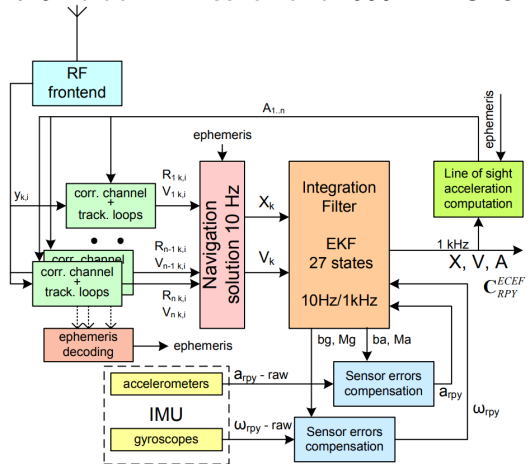 RF
frontend
A1..n
ephemeris
ephemeris
yk,i
corr. channel
+
track. loops
R1 k,i
V1 k,i
Navigation
solution 10 Hz
Xk
Vk
Integration
Filter
EKF
27 states
10Hz/1kHz
Line of sight
acceleration
computation
1 kHz
X, V, A
C RPY ECEF
corr. channel
corr. channel
+
track. loops
Rn-1 k,i
Vn-1 k,i
Rn k,i
Vn k,i
ephemeris
decoding
ephemeris
bg, Mg
ba, Ma
accelerometers
arpy - raw
Sensor errors
compensation
arpy
IMU
gyroscopes
ωrpy - raw
Sensor errors
compensation
ωrpy